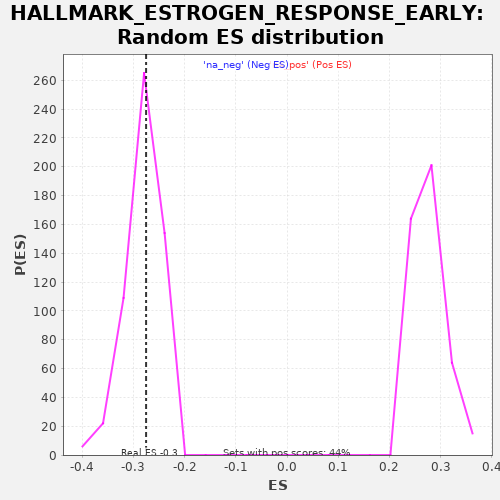 HALLMARK_ESTROGEN_RESPONSE_EARLY:
Random ES distribution
'na_neg' (Neg ES)pos' (Pos ES)
260
240
220
200
180
160
140
120
100
80
60
40
20
0
P(ES)
Real ES -0.3
Sets with pos scores: 44%
-0.4 -0.3 -0.2 -0.1 0.0 0.1 0.2 0.3 0.4
ES